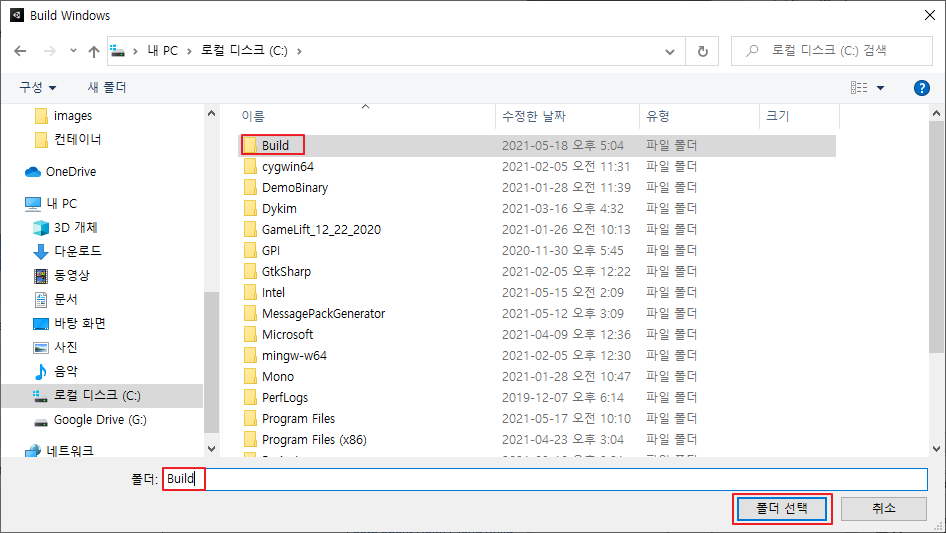 Build Windows
내 PC > 로컬 디스크 (C:) >
로컬 디스크 (C:) 검색
구성
새 폴더
images
컨테이너
OneDrive
내 PC
3D 개체
다운로드
동영상
문서
바탕 화면
사진
음악
로컬 디스크 (C:)
Google Drive (G:)
네트워크
이름 수정한 날짜 유형 크기
Build 2021-05-18 오후 5:04 파일 폴더
cygwin64 2021-02-05 오전 11:31 파일 폴더
DemoBinary 2021-01-28 오전 11:39 파일 폴더
Dykim 2021-03-16 오후 4:32 파일 폴더
GameLift_12_22_2020 2021-01-26 오전 10:13 파일 폴더
GPI 2020-11-30 오후 5:45 파일 폴더
GtkSharp 2021-02-05 오후 12:22 파일 폴더
Intel 2021-05-15 오전 2:09 파일 폴더
MessagePackGenerator 2021-05-12 오후 3:09 파일 폴더
Microsoft 2021-04-09 오후 12:36 파일 폴더
mingw-w64 2021-02-05 오후 12:30 파일 폴더
Mono 2021-01-28 오전 10:47 파일 폴더
PerfLogs 2019-12-07 오후 6:14 파일 폴더
Program Files 2021-05-17 오전 10:10 파일 폴더
Program Files (x86) 2021-04-23 오후 3:04 파일 폴더
폴더: Build
폴더 선택
취소